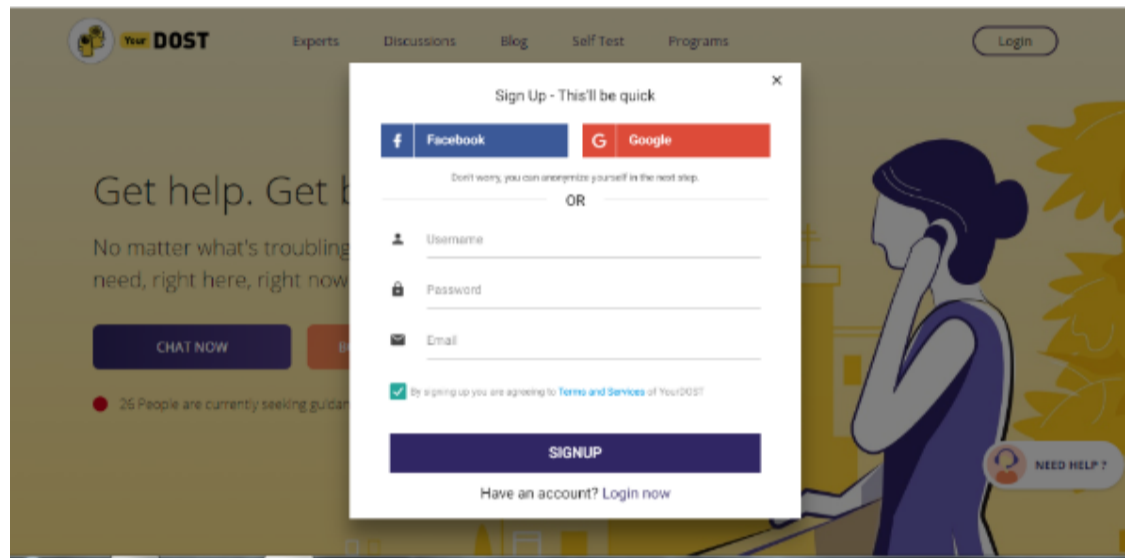 Your DOST
Experts Discussions Blog Self Test Programs
Login
×
Sign Up - This'll be quick
f Facebook
G Google
Don't worry, you can anonymize yourself in the next step.
OR
Get help. Get
No matter what's troubling
need, right here, right now
Username
Password
Email
CHAT NOW
26 People are currently seeking
By signing up you are agreeing to Terms and Services of YourDOST
SIGNUP
Have an account? Login now
NEED HELP ?